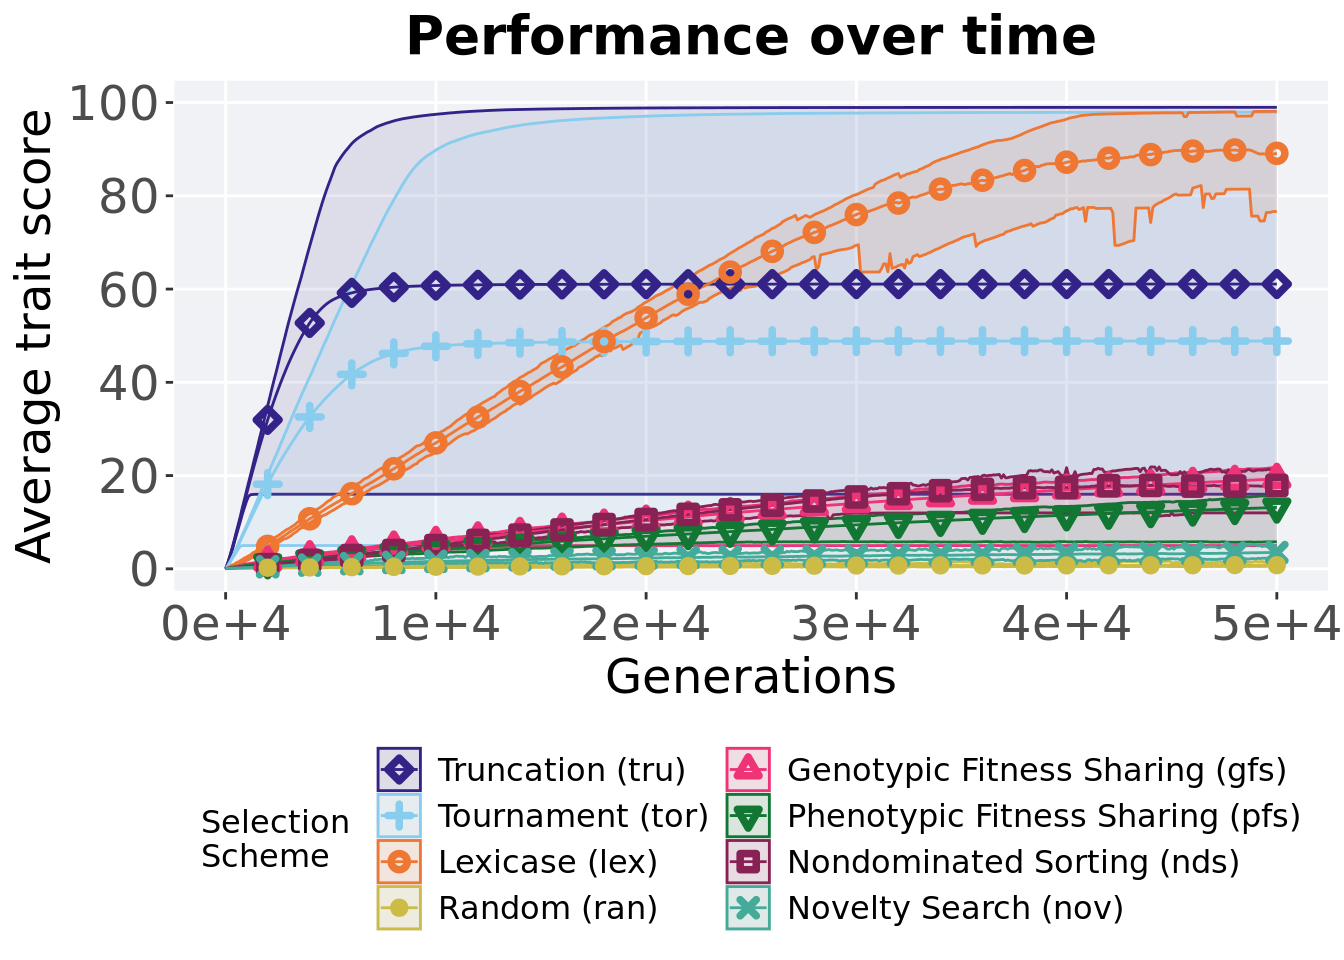 Performance over time
Average trait score
100
80
60
40
20
0
0e+4 1e+4 2e+4 3e+4 4e+4 5e+4
Generations
Selection
Scheme
Truncation (tru)
Tournament (tor)
Lexicase (lex)
Random (ran)
Genotypic Fitness Sharing (gfs)
Phenotypic Fitness Sharing (pfs)
Nondominated Sorting (nds)
Novelty Search (nov)